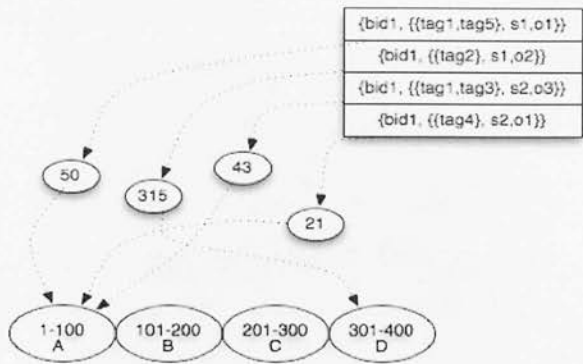 {bid1, {{tag1,tag5}, s1,o1}}
{bid1, {{tag2}, s1,o2}}
{bid1, {{tag1,tag3}, s2,o3}}
{bid1, {{tag4}, s2,o1}}
50
315
43
21
1-100
A
101-200
B
201-300
C
301-400
D